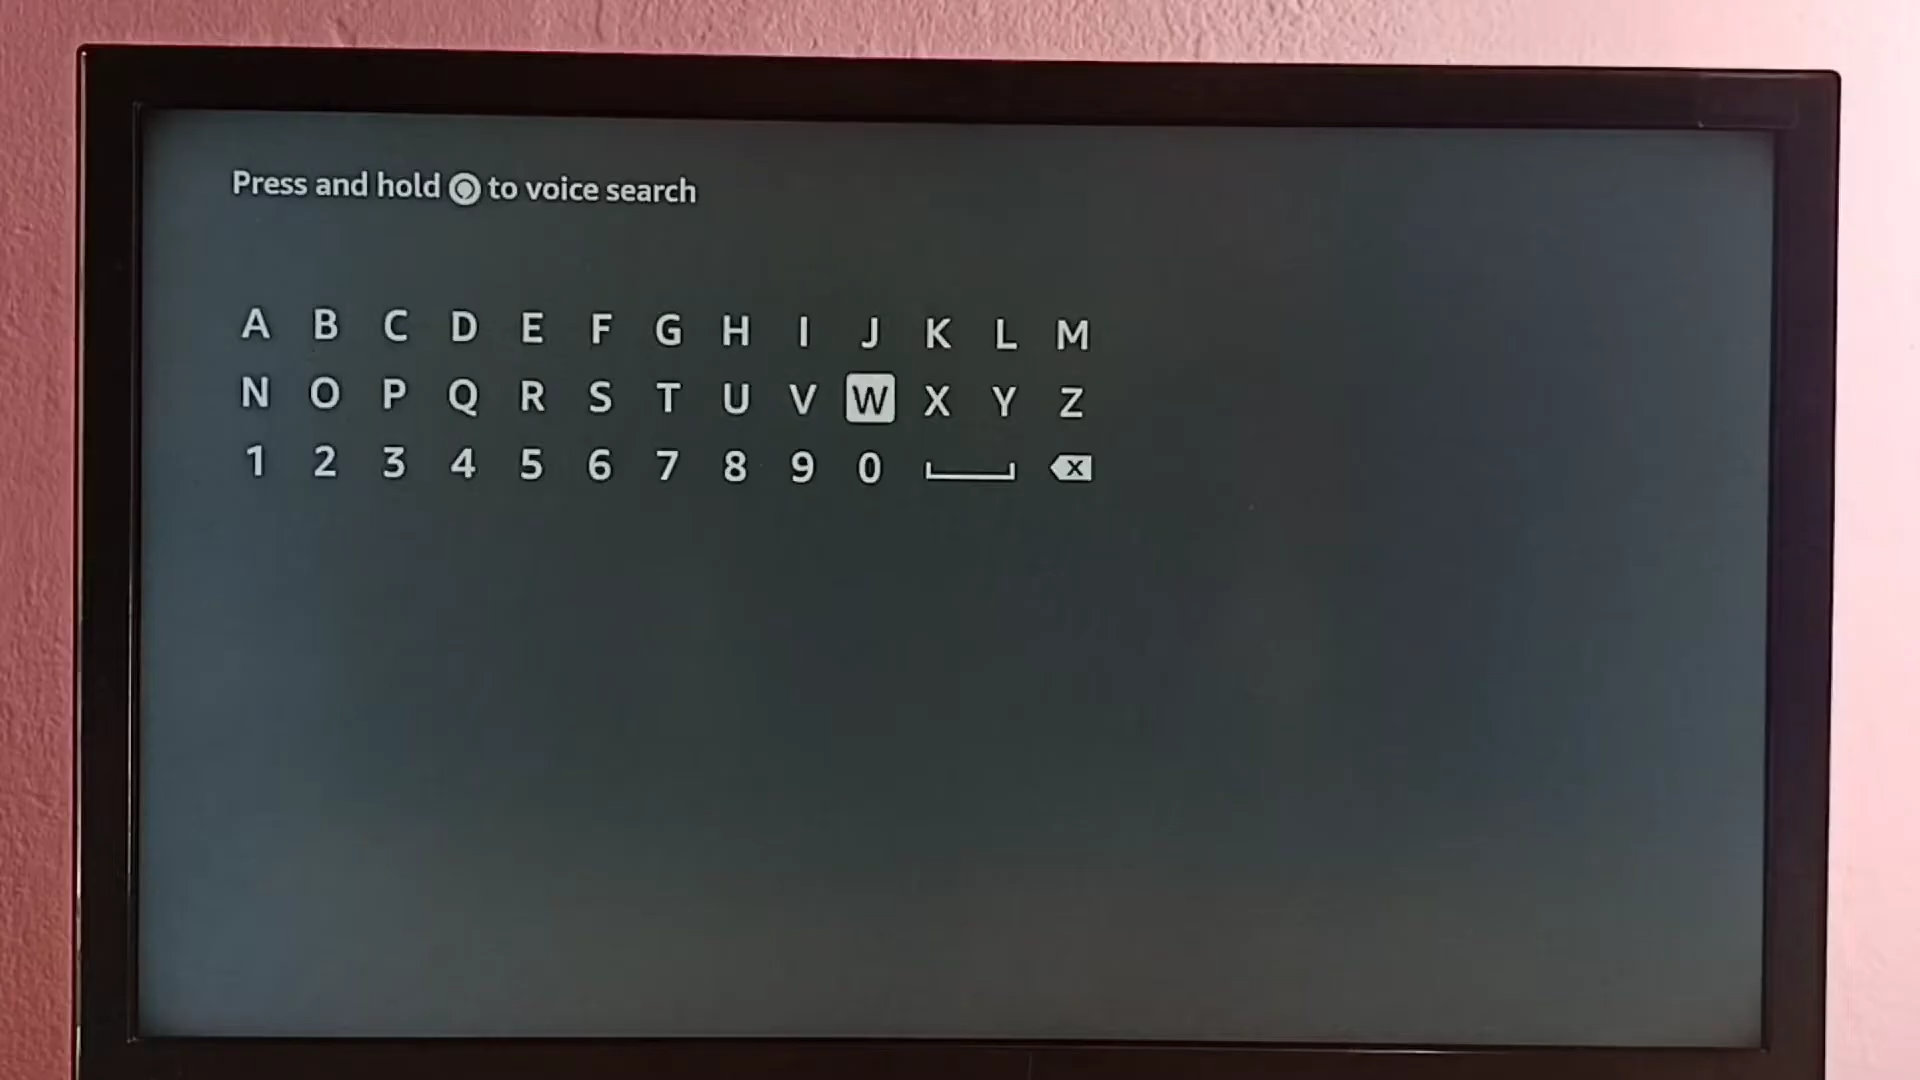 Press and hold to voice search
A B C D E F G H I J K L M
N O P Q R S T U V W X Y Z
1 2 3 4 5 6 7 8 9 0